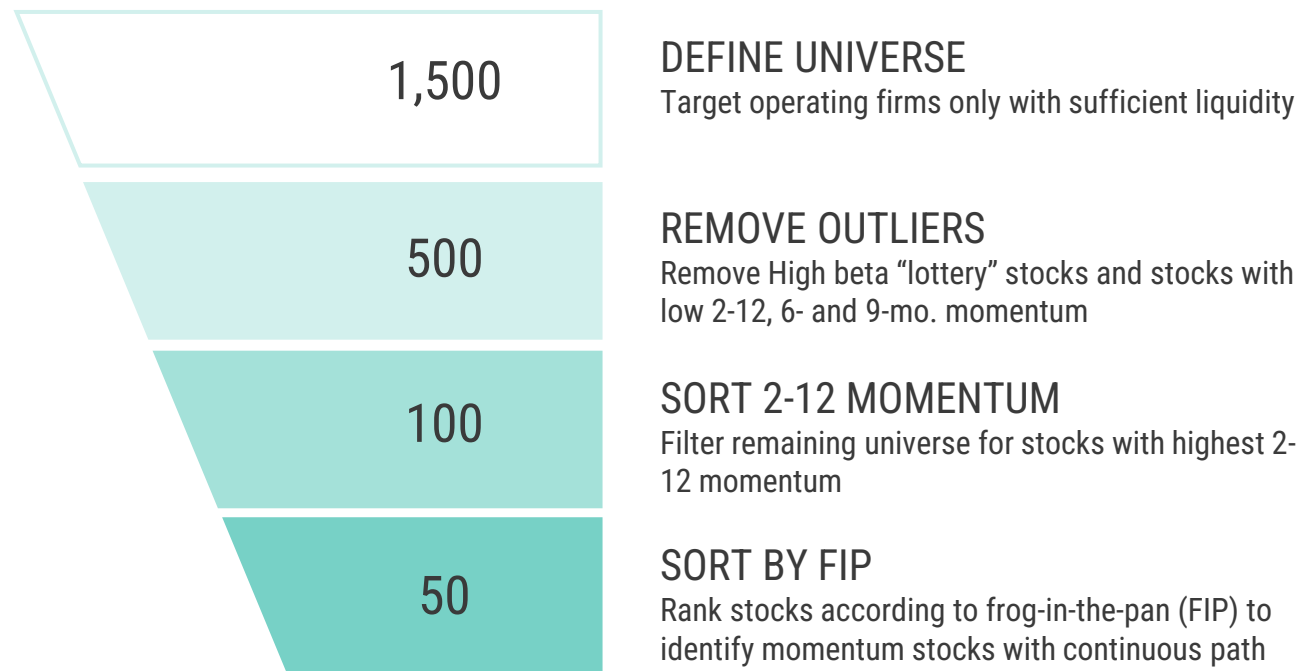 1,500
DEFINE UNIVERSE
Target operating firms only with sufficient liquidity
500
REMOVE OUTLIERS
Remove High beta “lottery” stocks and stocks with
low 2-12, 6- and 9-mo. momentum
100
SORT 2-12 MOMENTUM
Filter remaining universe for stocks with highest 2-
12 momentum
50
SORT BY FIP
Rank stocks according to frog-in-the-pan (FIP) to
identify momentum stocks with continuous path